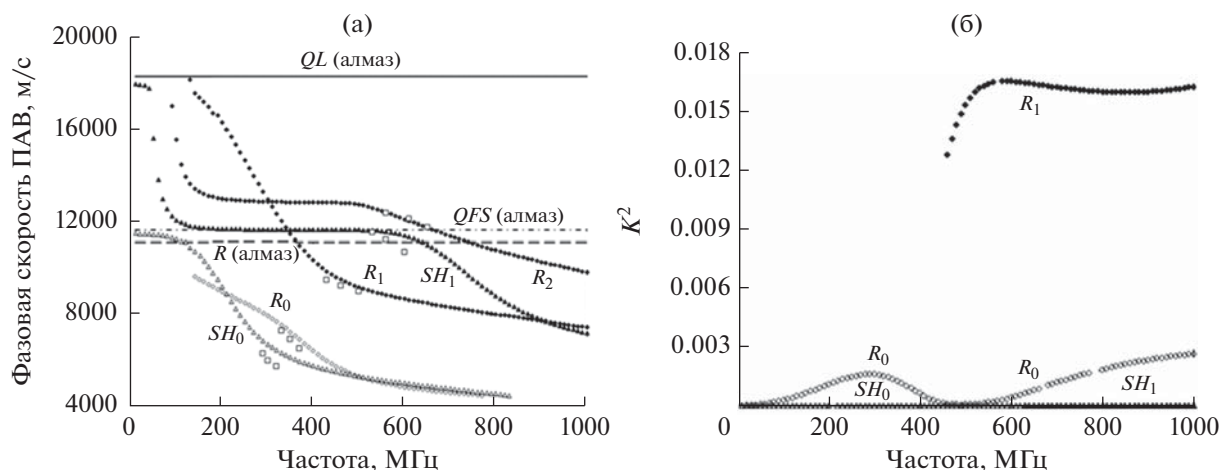 (а)
20000
16000
12000
8000
4000
Фазовая скорость ПАВ, м/с
QL (алмаз)
QFS (алмаз)
R (алмаз)
R1
SH1
R2
R0
SH0
0
200
400
600
800
1000
Частота, МГц
(б)
0.018
0.015
0.012
0.009
0.006
0.003
0
K2
R1
R0
SH0
R0
SH1
200
400
600
800
1000
Частота, МГц